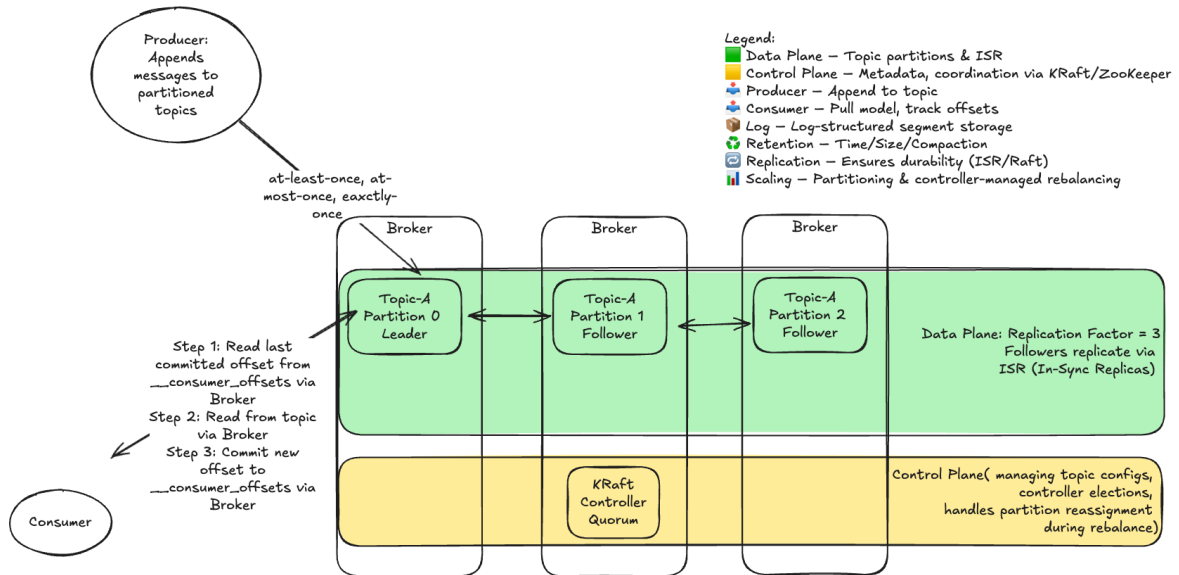 Producer:
Appends
messages to
partitioned
topics
Legend:
🟩 Data Plane – Topic partitions & ISR
🟨 Control Plane – Metadata, coordination via KRaft/ZooKeeper
📥 Producer – Append to topic
📤 Consumer – Pull model, track offsets
📦 Log – Log-structured segment storage
♻️ Retention – Time/Size/Compaction
🔁 Replication – Ensures durability (ISR/Raft)
📊 Scaling – Partitioning & controller-managed rebalancing
at-least-once, at-
most-once, eaxctly-
once
Broker
Broker
Broker
Topic-A
Partition 0
Leader
Topic-A
Partition 1
Follower
Topic-A
Partition 2
Follower
Data Plane: Replication Factor = 3
Followers replicate via
ISR (In-Sync Replicas)
Step 1: Read last
committed offset from
__consumer_offsets via
Broker
Step 2: Read from topic
via Broker
Step 3: Commit new
offset to
__consumer_offsets via
Broker
Consumer
KRaft
Controller
Quorum
Control Plane( managing topic configs,
controller elections,
handles partition reassignment
during rebalance)